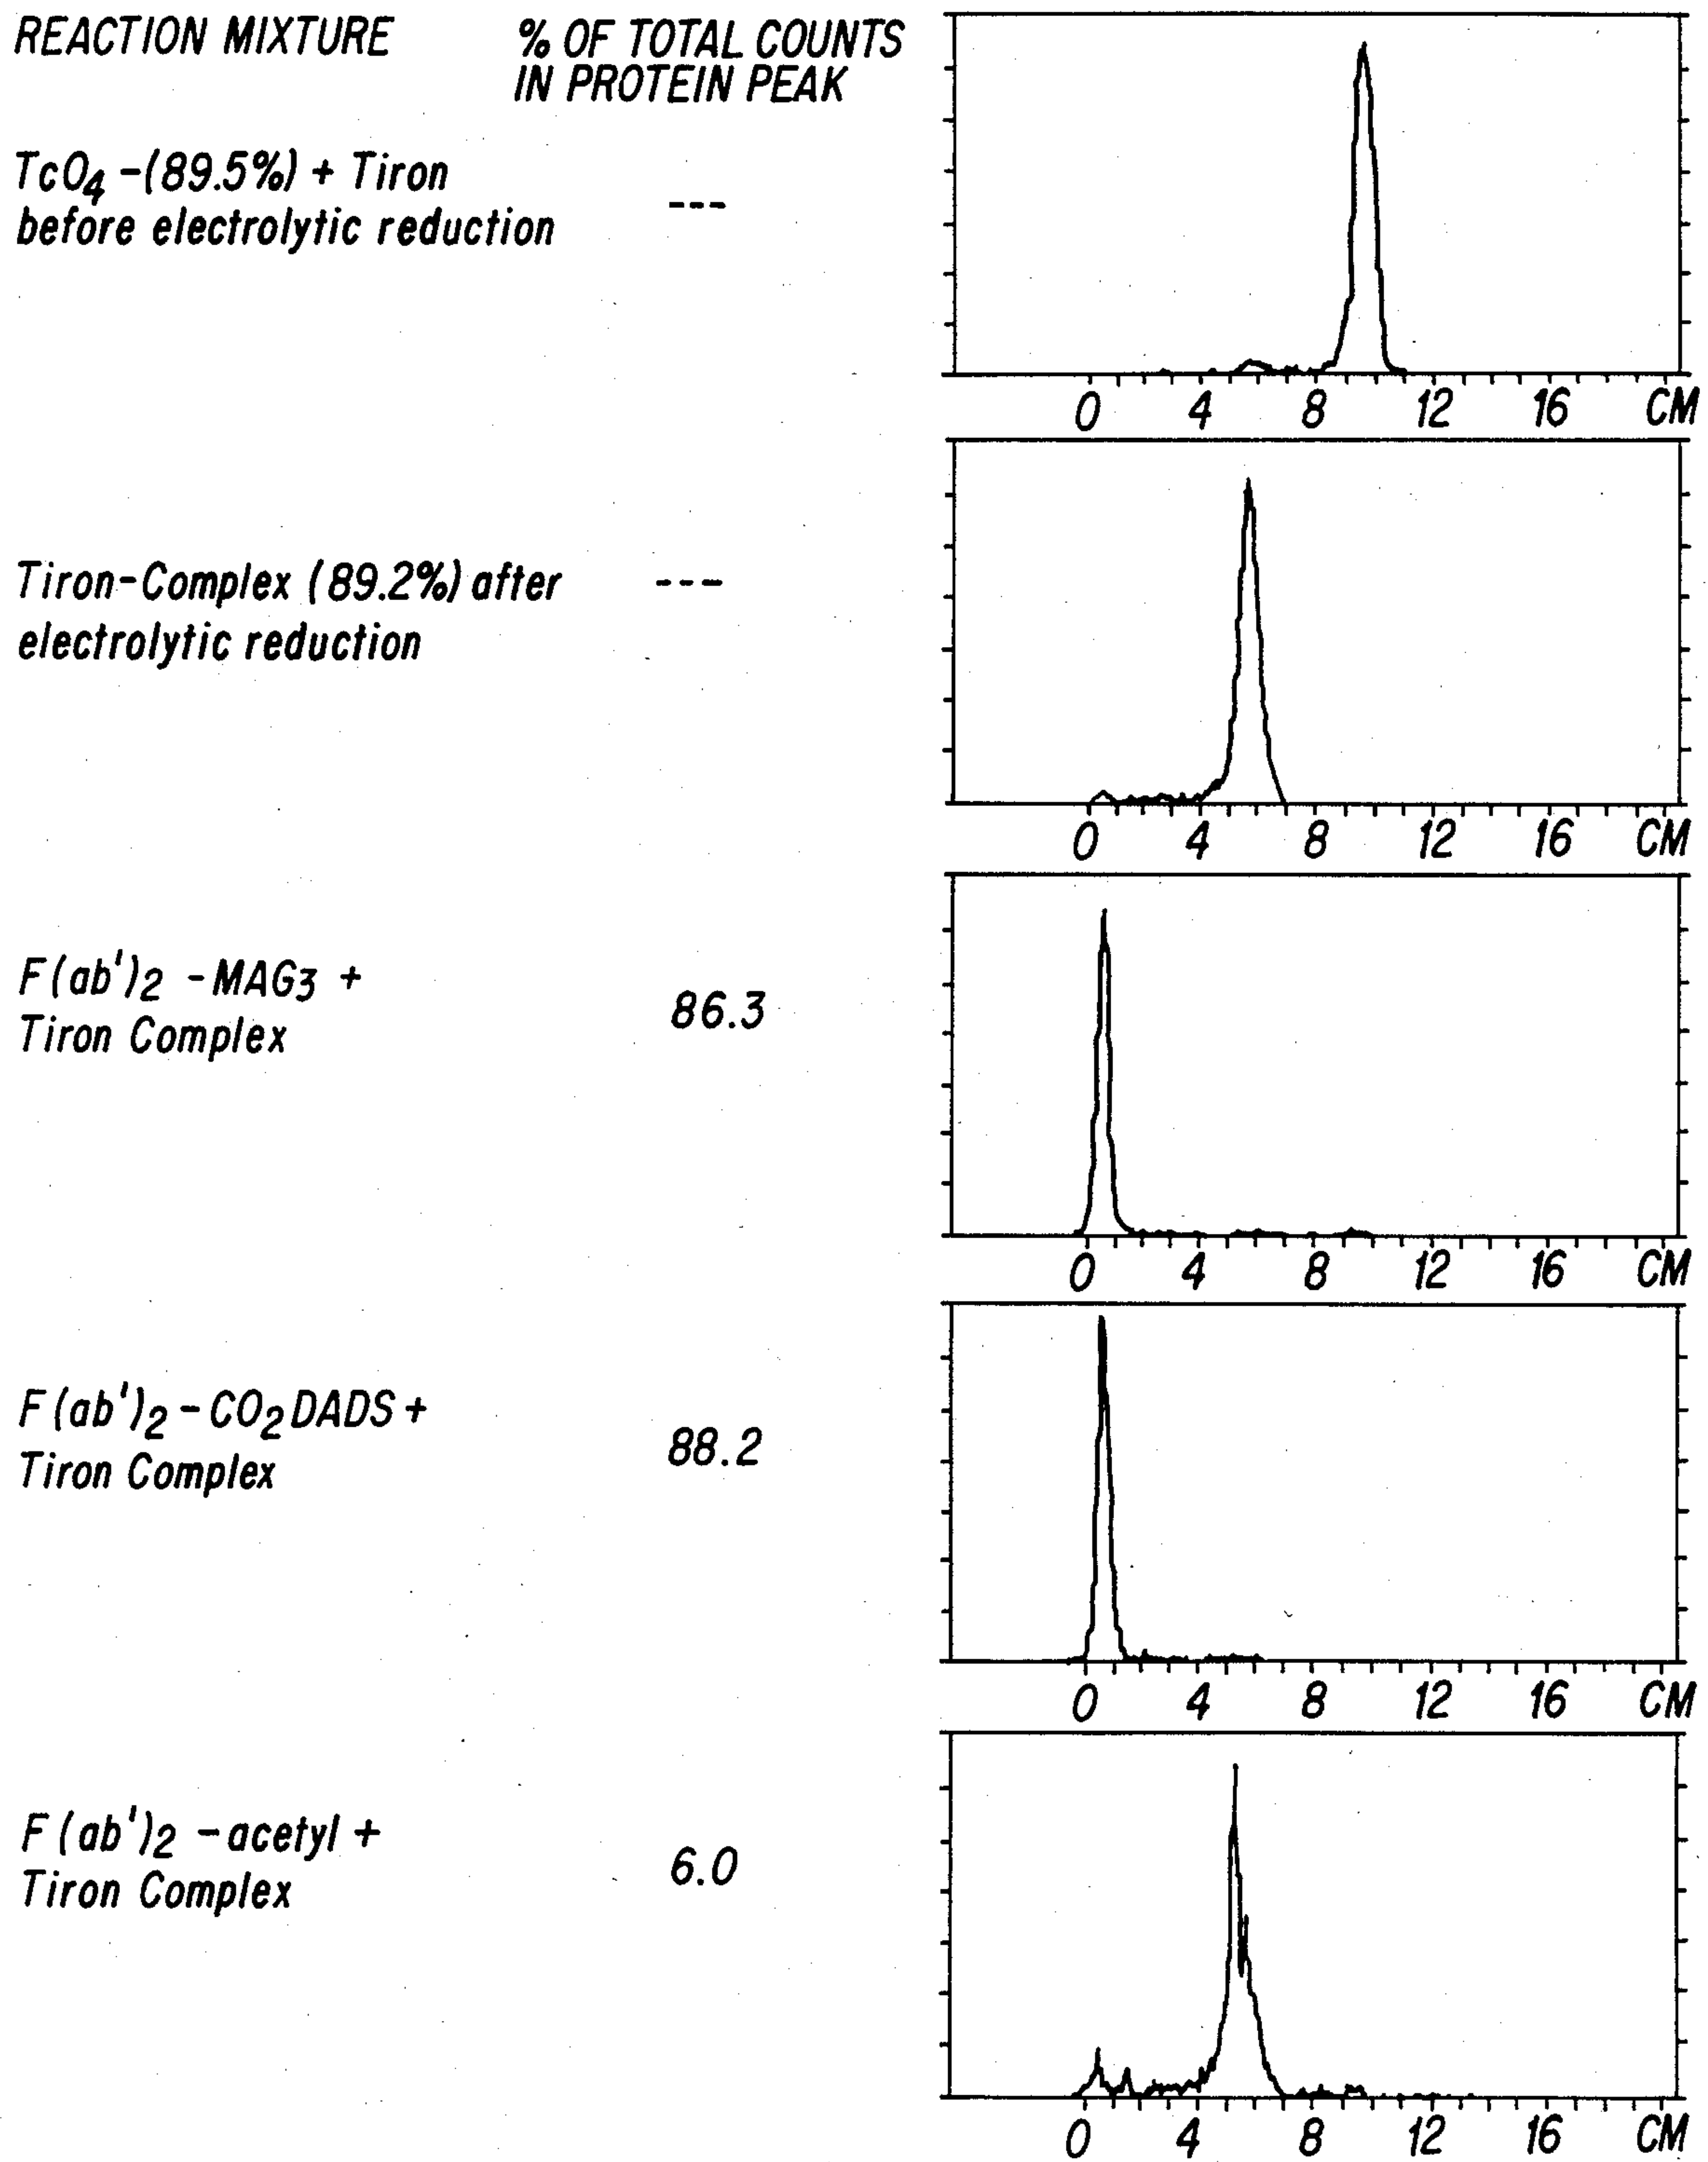 REACTION MIXTURE
% OF TOTAL COUNTS
IN PROTEIN PEAK
TcO4 -(89.5%) + Tiron
before electrolytic reduction
---
0 4 8 12 16 CM
Tiron-Complex (89.2%) after
electrolytic reduction
---
0 4 8 12 16 CM
F(ab')2 -MAG3 +
Tiron Complex
86.3
0 4 8 12 16 CM
F(ab')2 -CO2DADS +
Tiron Complex
88.2
0 4 8 12 16 CM
F(ab')2 -acetyl +
Tiron Complex
6.0
0 4 8 12 16 CM